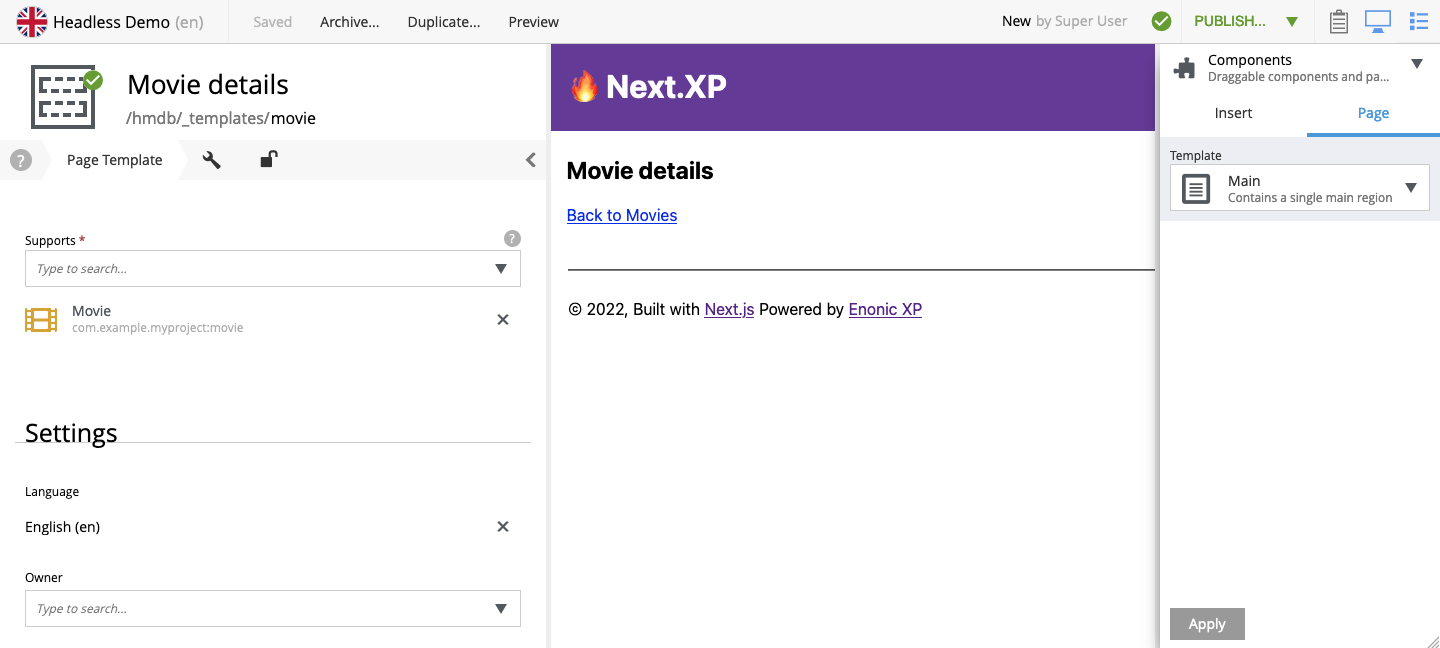 Headless Demo (en)
Saved
Archive...
Duplicate...
Preview
New by Super User
PUBLISH...
Movie details
/hmdb/_templates/movie
?
Page Template
Supports *
?
Type to search...
Movie
com.example.myproject:movie
Settings
Language
English (en)
Owner
Type to search...
🔥 Next.XP
Movie details
Back to Movies
© 2022, Built with Next.js Powered by Enonic XP
Components
Draggable components and pa...
Insert
Page
Template
Main
Contains a single main region
Apply